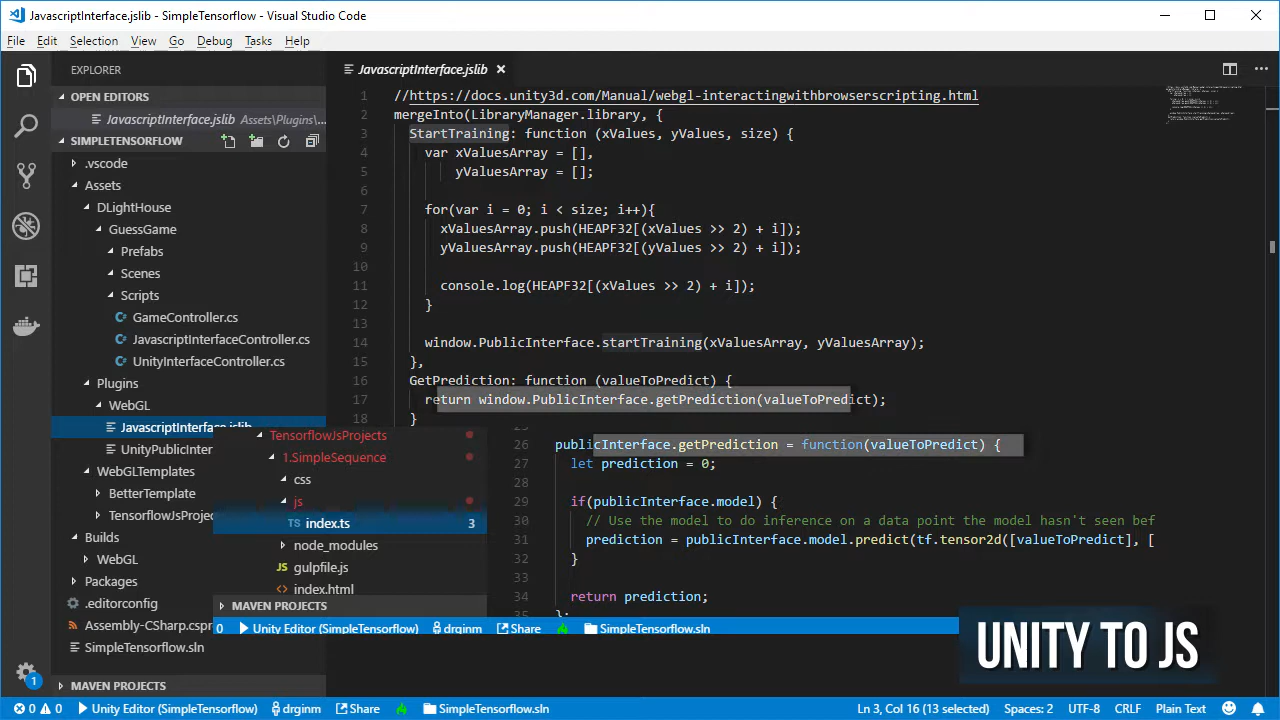 JavascriptInterface.jslib - SimpleTensorflow - Visual Studio Code
File Edit Selection View Go Debug Tasks Help
EXPLORER
OPEN EDITORS
JavascriptInterface.jslib Assets\Plugins\...
SIMPLETENSORFLOW
.vscode
Assets
DLightHouse
GuessGame
Prefabs
Scenes
Scripts
GameController.cs
JavascriptInterfaceController.cs
UnityInterfaceController.cs
Plugins
WebGL
JavascriptInterface.jslib
UnityPublicInter
WebGLTemplates
BetterTemplate
TensorflowJsProjec
Builds
WebGL
Packages
.editorconfig
Assembly-CSharp.cspr
SimpleTensorflow.sln
MAVEN PROJECTS
JavascriptInterface.jslib
1 //https://docs.unity3d.com/Manual/webgl-interactingwithbrowserscripting.html
2 mergeInto(LibraryManager.library, {
3 StartTraining: function (xValues, yValues, size) {
4 var xValuesArray = [],
5 yValuesArray = [];
6
7 for(var i = 0; i < size; i++){
8 xValuesArray.push(HEAPF32[(xValues >> 2) + i]);
9 yValuesArray.push(HEAPF32[(yValues >> 2) + i]);
10
11 console.log(HEAPF32[(xValues >> 2) + i]);
12 }
13
14 window.PublicInterface.startTraining(xValuesArray, yValuesArray);
15 },
16 GetPrediction: function (valueToPredict) {
17 return window.PublicInterface.getPrediction(valueToPredict);
18 }
TensorflowJsProjects
1.SimpleSequence
css
js
index.ts 3
node_modules
gulpfile.js
index.html
MAVEN PROJECTS
25
26 publicInterface.getPrediction = function(valueToPredict) {
27 let prediction = 0;
28
29 if(publicInterface.model) {
30 // Use the model to do inference on a data point the model hasn't seen bef
31 prediction = publicInterface.model.predict(tf.tensor2d([valueToPredict], [
32 }
33
34 return prediction;
35 };
0 Unity Editor (SimpleTensorflow) drginm Share SimpleTensorflow.sln
UNITY TO JS
1
0 0 Unity Editor (SimpleTensorflow) drginm Share SimpleTensorflow.sln Ln 3, Col 16 (13 selected) Spaces: 2 UTF-8 CRLF Plain Text